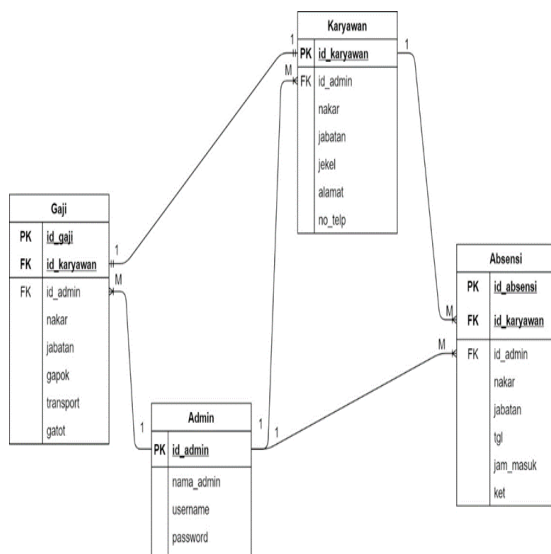 Karyawan
PK id_karyawan
FK id_admin
nakar
jabatan
jekel
alamat
no_telp
1
M
1
Gaji
PK id_gaji
FK id_karyawan
FK id_admin
nakar
jabatan
gapok
transport
gatot
1
M
1
Absensi
PK id_absensi
FK id_karyawan
FK id_admin
nakar
jabatan
tgl
jam_masuk
ket
M
M
Admin
PK id_admin
nama_admin
username
password
1
1